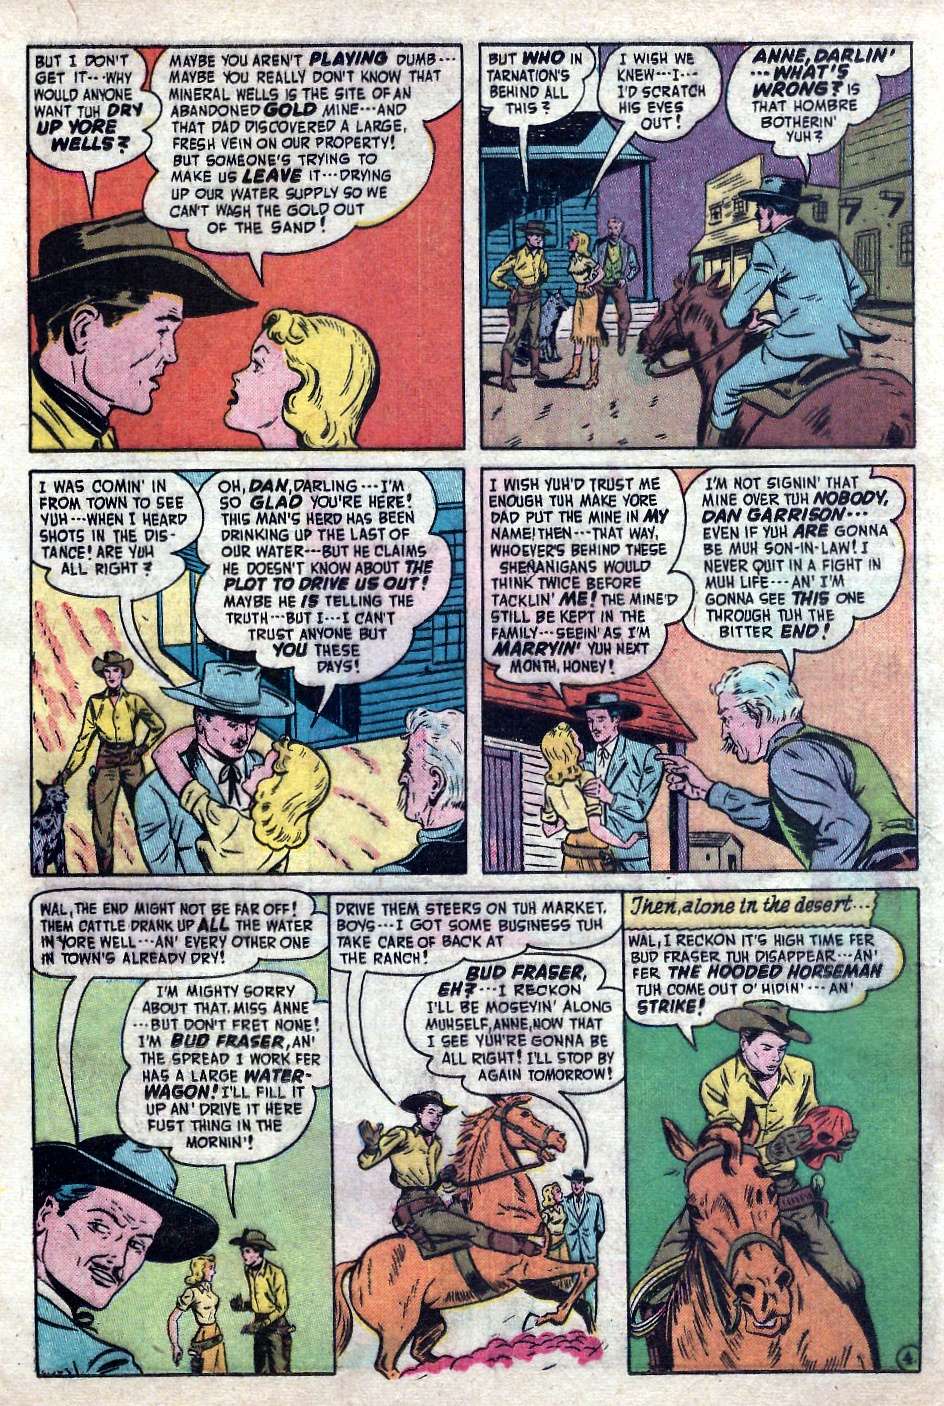 BUT I DON'T
GET IT---WHY
WOULD ANYONE
WANT TUH DRY
UP YORE
WELLS?
MAYBE YOU AREN'T PLAYING DUMB---
MAYBE YOU REALLY DON'T KNOW THAT
MINERAL WELLS IS THE SITE OF AN
ABANDONED GOLD MINE---AND
THAT DAD DISCOVERED A LARGE,
FRESH VEIN ON OUR PROPERTY!
BUT SOMEONE'S TRYING TO
MAKE US LEAVE IT---DRYING
UP OUR WATER SUPPLY SO WE
CAN'T WASH THE GOLD OUT
OF THE SAND!
BUT WHO IN
TARNATION'S
BEHIND ALL
THIS?
I WISH WE
KNEW---I---
I'D SCRATCH
HIS EYES
OUT!
ANNE, DARLIN'
---WHAT'S
WRONG? IS
THAT HOMBRE
BOTHERIN'
YUH?
I WAS COMIN' IN
FROM TOWN TO SEE
YUH---WHEN I HEARD
SHOTS IN THE DIS-
TANCE! ARE YUH
ALL RIGHT?
OH, DAN, DARLING---I'M
SO GLAD YOU'RE HERE!
THIS MAN'S HERD HAS BEEN
DRINKING UP THE LAST OF
OUR WATER---BUT HE CLAIMS
HE DOESN'T KNOW ABOUT THE
PLOT TO DRIVE US OUT!
MAYBE HE IS TELLING THE
TRUTH---BUT I---I CAN'T
TRUST ANYONE BUT
YOU THESE
DAYS!
I WISH YUH'D TRUST ME
ENOUGH TUH MAKE YORE
DAD PUT THE MINE IN MY
NAME! THEN---THAT WAY,
WHOEVER'S BEHIND THESE
SHENANIGANS WOULD
THINK TWICE BEFORE
TACKLIN' ME! THE MINE'D
STILL BE KEPT IN THE
FAMILY---SEEIN' AS I'M
MARRYIN' YUH NEXT
MONTH, HONEY!
I'M NOT SIGNIN' THAT
MINE OVER TUH NOBODY,
DAN GARRISON---
EVEN IF YUH ARE GONNA
BE MUH SON-IN-LAW! I
NEVER QUIT IN A FIGHT IN
MUH LIFE---AN' I'M
GONNA SEE THIS ONE
THROUGH TUH THE
BITTER END!
WAL, THE END MIGHT NOT BE FAR OFF!
THEM CATTLE DRANK UP ALL THE WATER
IN YORE WELL---AN' EVERY OTHER ONE
IN TOWN'S ALREADY DRY!
I'M MIGHTY SORRY
ABOUT THAT, MISS ANNE
---BUT DON'T FRET NONE!
I'M BUD FRASER, AN'
THE SPREAD I WORK FER
HAS A LARGE WATER-
WAGON! I'LL FILL IT
UP AN' DRIVE IT HERE
FUST THING IN THE
MORNIN'!
DRIVE THEM STEERS ON TUH MARKET,
BOYS---I GOT SOME BUSINESS TUH
TAKE CARE OF BACK AT
THE RANCH!
BUD FRASER,
EH?---I RECKON
I'LL BE MOSEYIN' ALONG
MUHSELF, ANNE, NOW THAT
I SEE YUH'RE GONNA BE
ALL RIGHT! I'LL STOP BY
AGAIN TOMORROW!
Then, alone in the desert...
WAL, I RECKON IT'S HIGH TIME FER
BUD FRASER TUH DISAPPEAR---AN'
FER THE HOODED HORSEMAN
TUH COME OUT O' HIDIN'---AN'
STRIKE!
4